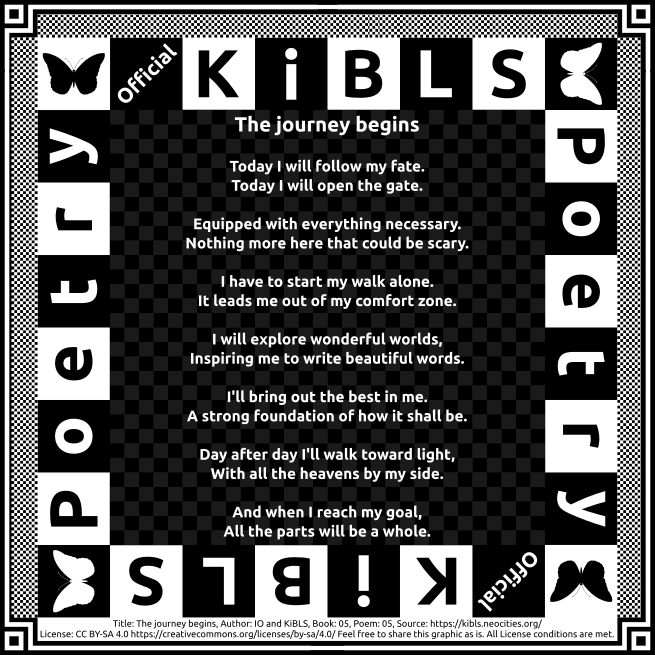 Official KiBLS
Poetry
Poetry
The journey begins
Today I will follow my fate.
Today I will open the gate.
Equipped with everything necessary.
Nothing more here that could be scary.
I have to start my walk alone.
It leads me out of my comfort zone.
I will explore wonderful worlds,
Inspiring me to write beautiful words.
I'll bring out the best in me.
A strong foundation of how it shall be.
Day after day I'll walk toward light,
With all the heavens by my side.
And when I reach my goal,
All the parts will be a whole.
Official KiBLS
Title: The journey begins, Author: IO and KiBLS, Book: 05, Poem: 05, Source: https://kibls.neocities.org/
License: CC BY-SA 4.0 https://creativecommons.org/licenses/by-sa/4.0/ Feel free to share this graphic as is. All License conditions are met.